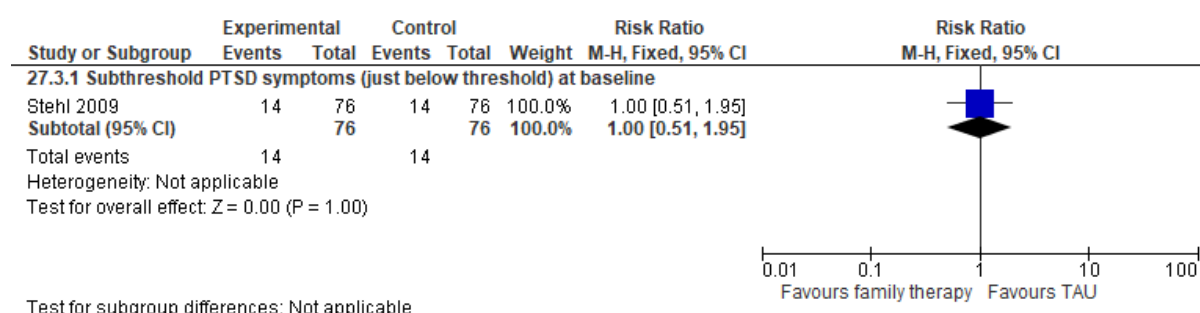 Experimental Control Risk Ratio Risk Ratio
Study or Subgroup Events Total Events Total Weight M-H, Fixed, 95% CI M-H, Fixed, 95% CI
27.3.1 Subthreshold PTSD symptoms (just below threshold) at baseline
Stehl 2009 14 76 14 76 100.0% 1.00 [0.51, 1.95]
Subtotal (95% CI) 76 76 100.0% 1.00 [0.51, 1.95]
Total events 14 14
Heterogeneity: Not applicable
Test for overall effect: Z = 0.00 (P = 1.00)
0.01 0.1 1 10 100
Favours family therapy Favours TAU
Test for subgroup differences: Not applicable